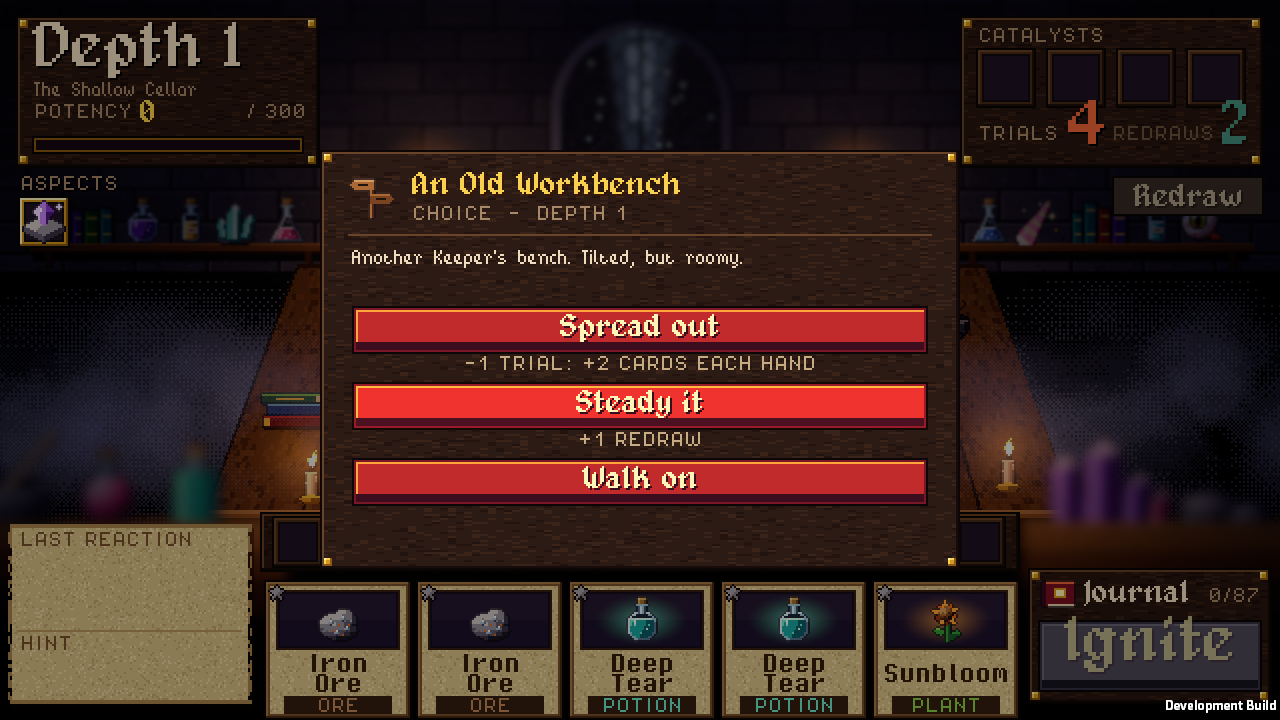 Depth 1
The Shallow Cellar
POTENCY 0 / 300
ASPECTS
CATALYSTS
TRIALS 4 REDRAWS 2
Redraw
An Old Workbench
CHOICE - DEPTH 1
Another Keeper's bench. Tilted, but roomy.
Spread out
-1 TRIAL: +2 CARDS EACH HAND
Steady it
+1 REDRAW
Walk on
LAST REACTION
HINT
Iron
Ore
ORE
Iron
Ore
ORE
Deep
Tear
POTION
Deep
Tear
POTION
Sunbloom
PLANT
Journal 0/87
Ignite
Development Build